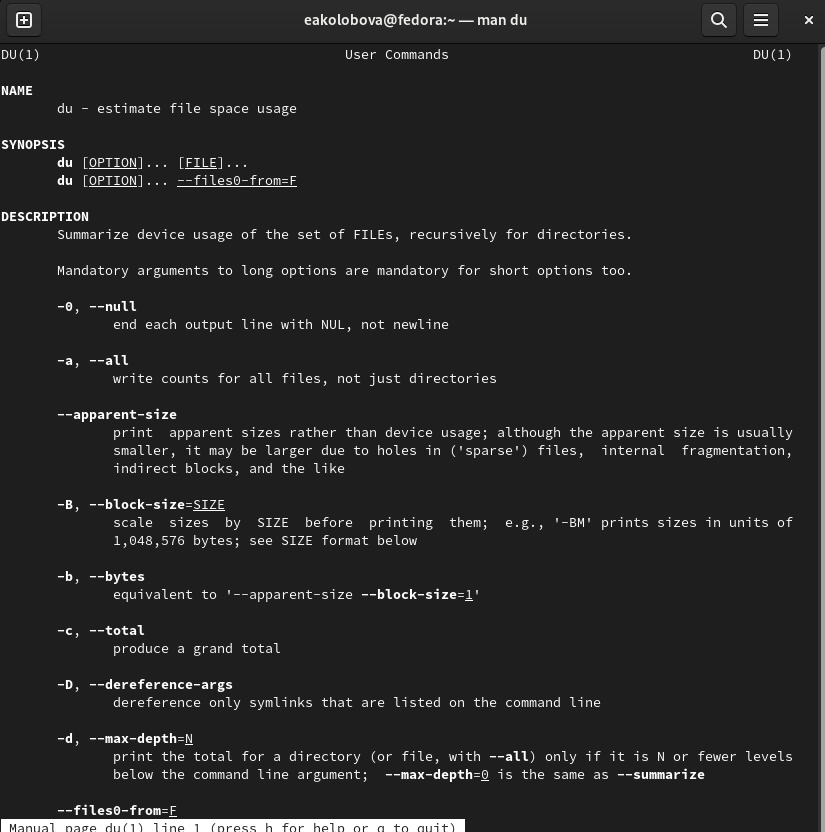 eakolobova@fedora:~ — man du
DU(1) User Commands DU(1)
NAME
du - estimate file space usage
SYNOPSIS
du [OPTION]... [FILE]...
du [OPTION]... --files0-from=F
DESCRIPTION
Summarize device usage of the set of FILEs, recursively for directories.
Mandatory arguments to long options are mandatory for short options too.
-0, --null
end each output line with NUL, not newline
-a, --all
write counts for all files, not just directories
--apparent-size
print  apparent sizes rather than device usage; although the apparent size is usually
smaller, it may be larger due to holes in ('sparse') files,  internal  fragmentation,
indirect blocks, and the like
-B, --block-size=SIZE
scale  sizes  by  SIZE  before  printing  them;  e.g., '-BM' prints sizes in units of
1,048,576 bytes; see SIZE format below
-b, --bytes
equivalent to '--apparent-size --block-size=1'
-c, --total
produce a grand total
-D, --dereference-args
dereference only symlinks that are listed on the command line
-d, --max-depth=N
print the total for a directory (or file, with --all) only if it is N or fewer levels
below the command line argument;  --max-depth=0 is the same as --summarize
--files0-from=F
Manual page du(1) line 1 (press h for help or q to quit)